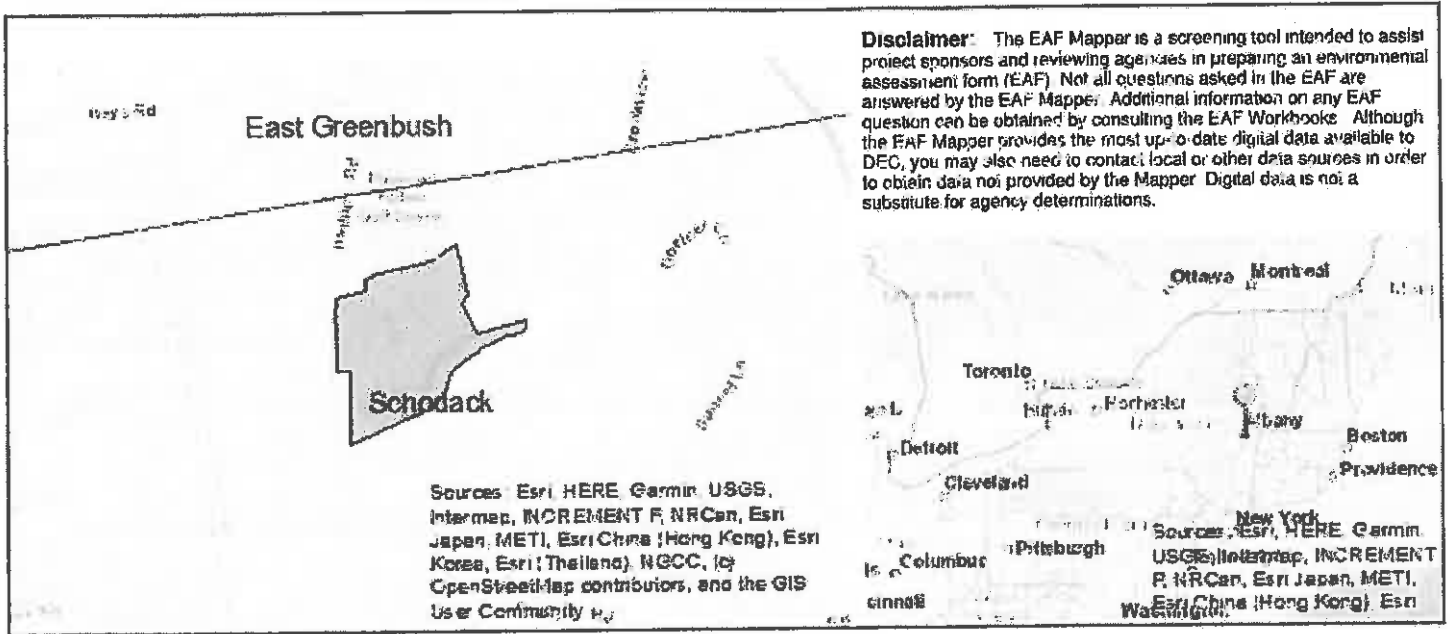 Disclaimer: The EAF Mapper is a screening tool intended to assist
project sponsors and reviewing agencies in preparing an environmental
assessment form (EAF). Not all questions asked in the EAF are
answered by the EAF Mapper. Additional information on any EAF
question can be obtained by consulting the EAF Workbooks. Although
the EAF Mapper provides the most up-to-date digital data available to
DEC, you may also need to contact local or other data sources in order
to obtain data not provided by the Mapper. Digital data is not a
substitute for agency determinations.
East Greenbush
Schodack
Sources: Esri, HERE, Garmin, USGS,
Intermap, INCREMENT P, NRCan, Esri
Japan, METI, Esri China (Hong Kong), Esri
Korea, Esri (Thailand), NGCC, (c)
OpenStreetMap contributors, and the GIS
User Community
Ottawa
Montreal
Toronto
Rochester
Albany
Detroit
Boston
Providence
Cleveland
New York
Pittsburgh
Columbus
cinnati
Washington
Sources: Esri, HERE, Garmin,
USGS, Intermap, INCREMENT
P, NRCan, Esri Japan, METI,
Esri China (Hong Kong), Esri